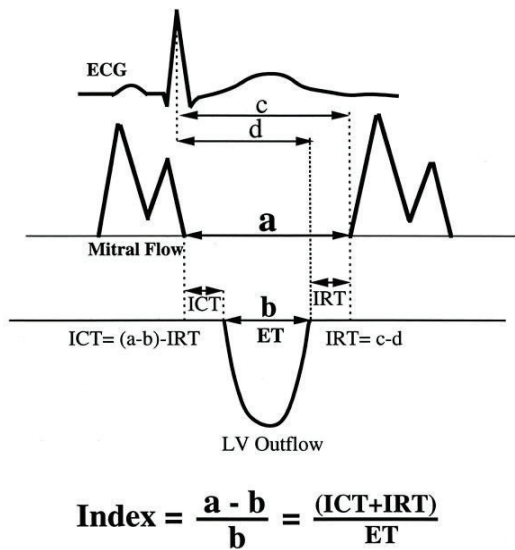 ECG
c
d
a
Mitral Flow
ICT
IRT
b
ICT= (a-b)-IRT
ET
IRT= c-d
LV Outflow
Index = a - b / b = (ICT+IRT) / ET